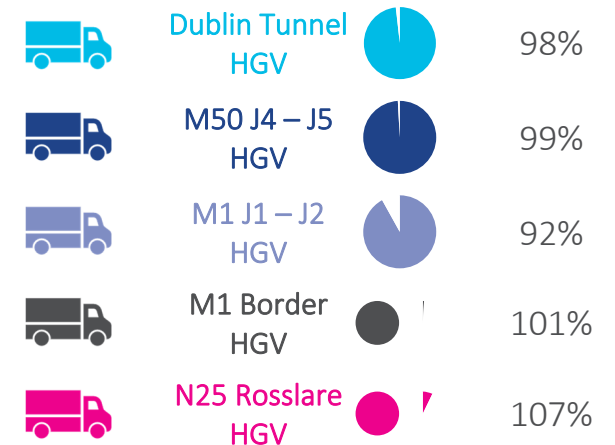 Dublin Tunnel
HGV
98%
M50 J4 – J5
HGV
99%
M1 J1 – J2
HGV
92%
M1 Border
HGV
101%
N25 Rosslare
HGV
107%